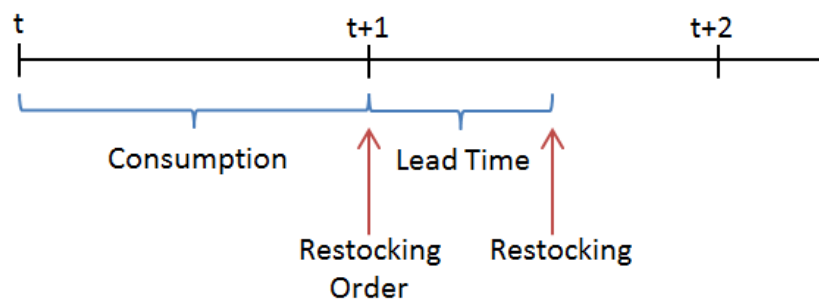 t
t+1
t+2
Consumption
Lead Time
Restocking
Order
Restocking